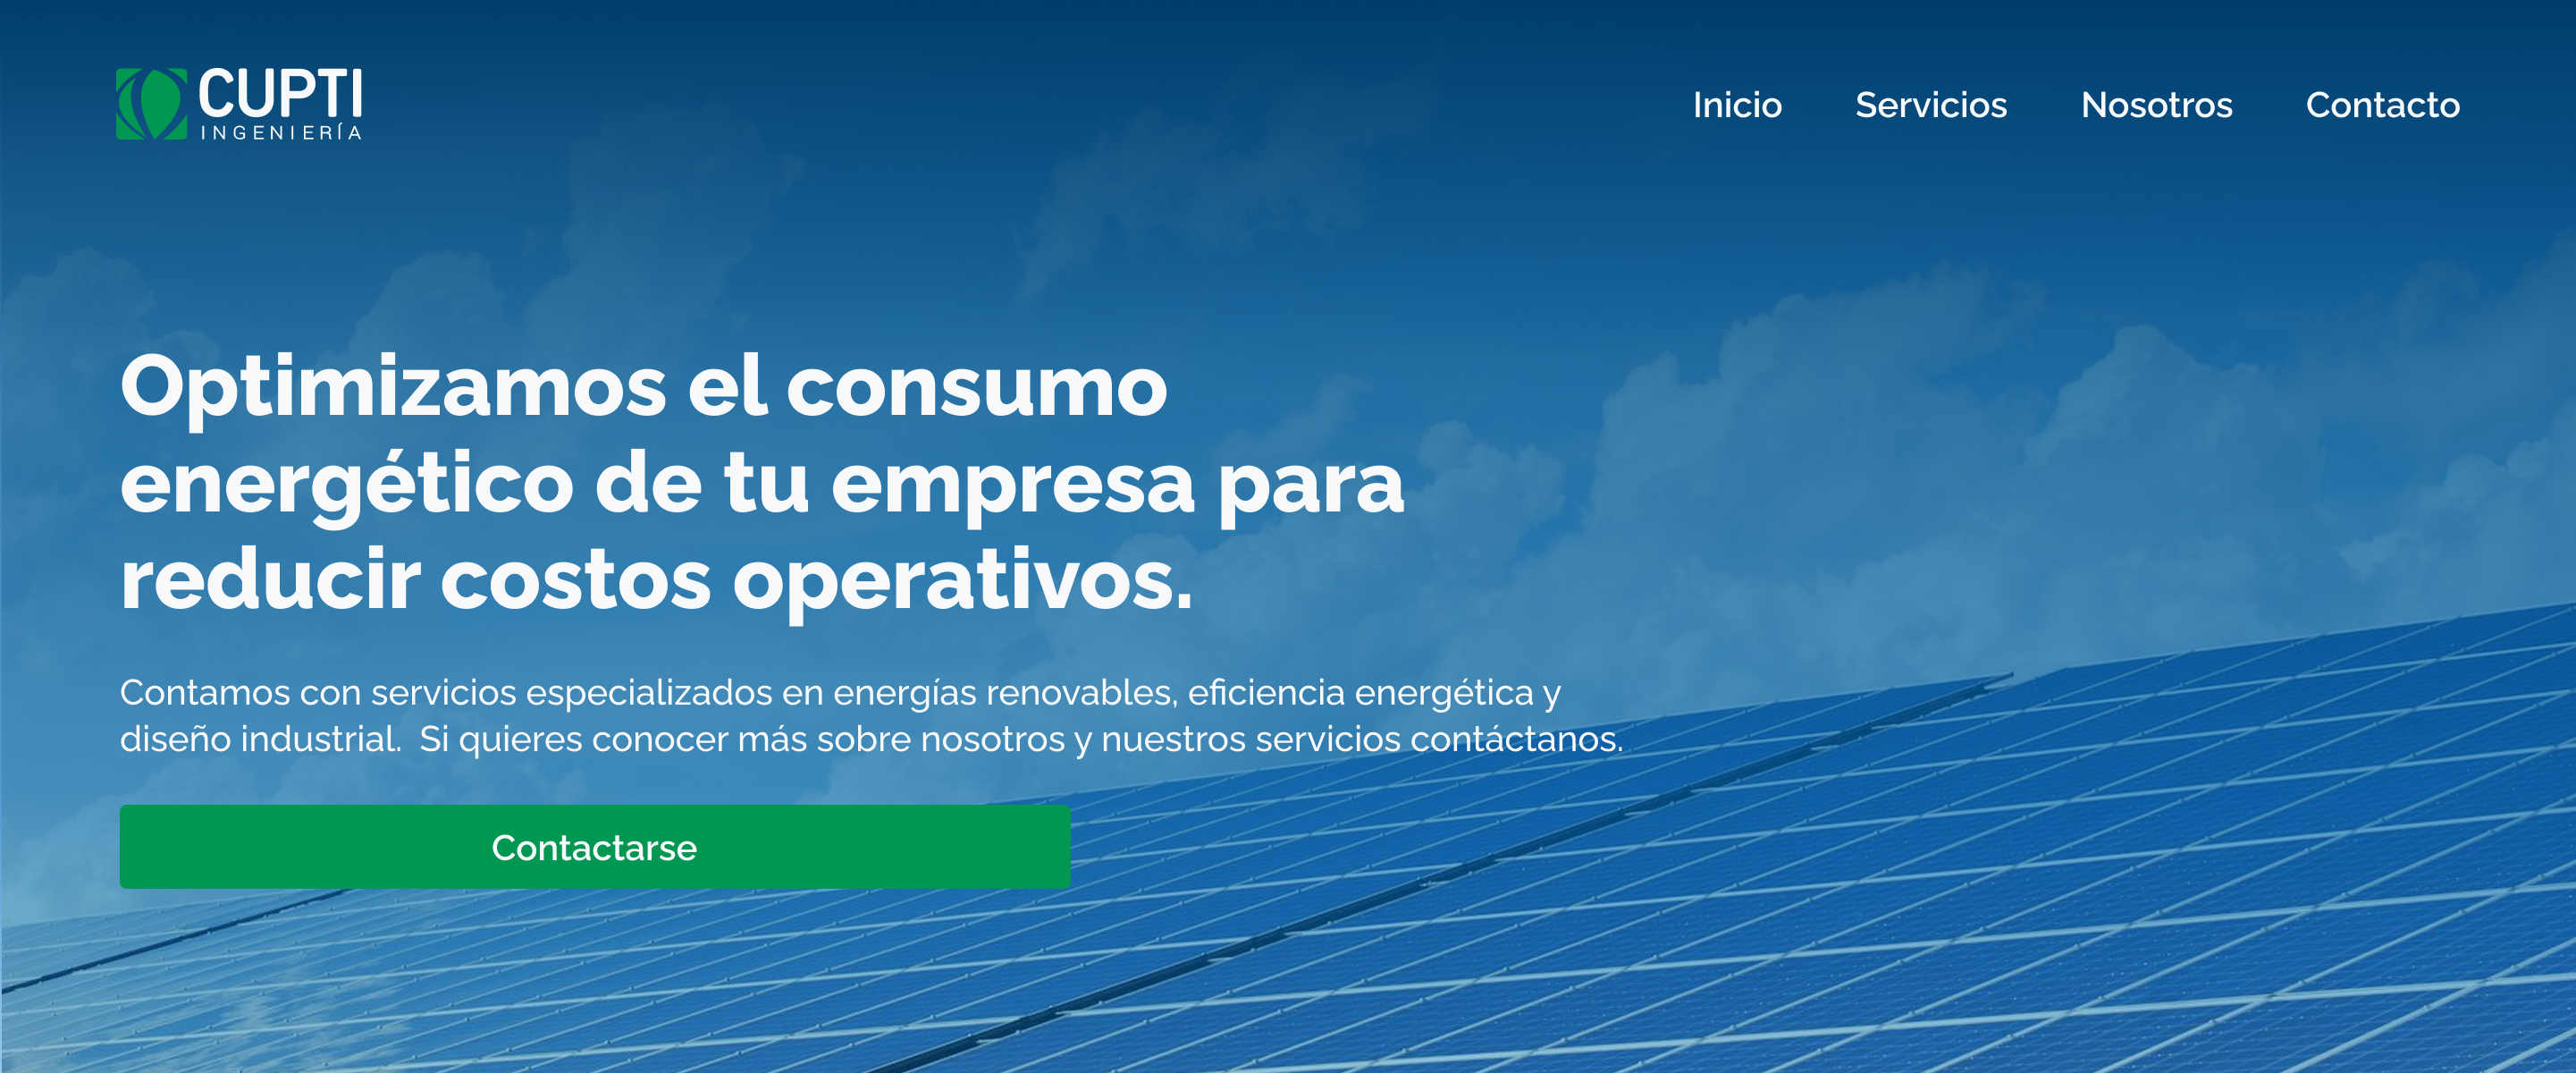 CUPTI
INGENIERÍA
Inicio Servicios Nosotros Contacto
Optimizamos el consumo
energético de tu empresa para
reducir costos operativos.
Contamos con servicios especializados en energías renovables, eficiencia energética y
diseño industrial.  Si quieres conocer más sobre nosotros y nuestros servicios contáctanos.
Contactarse